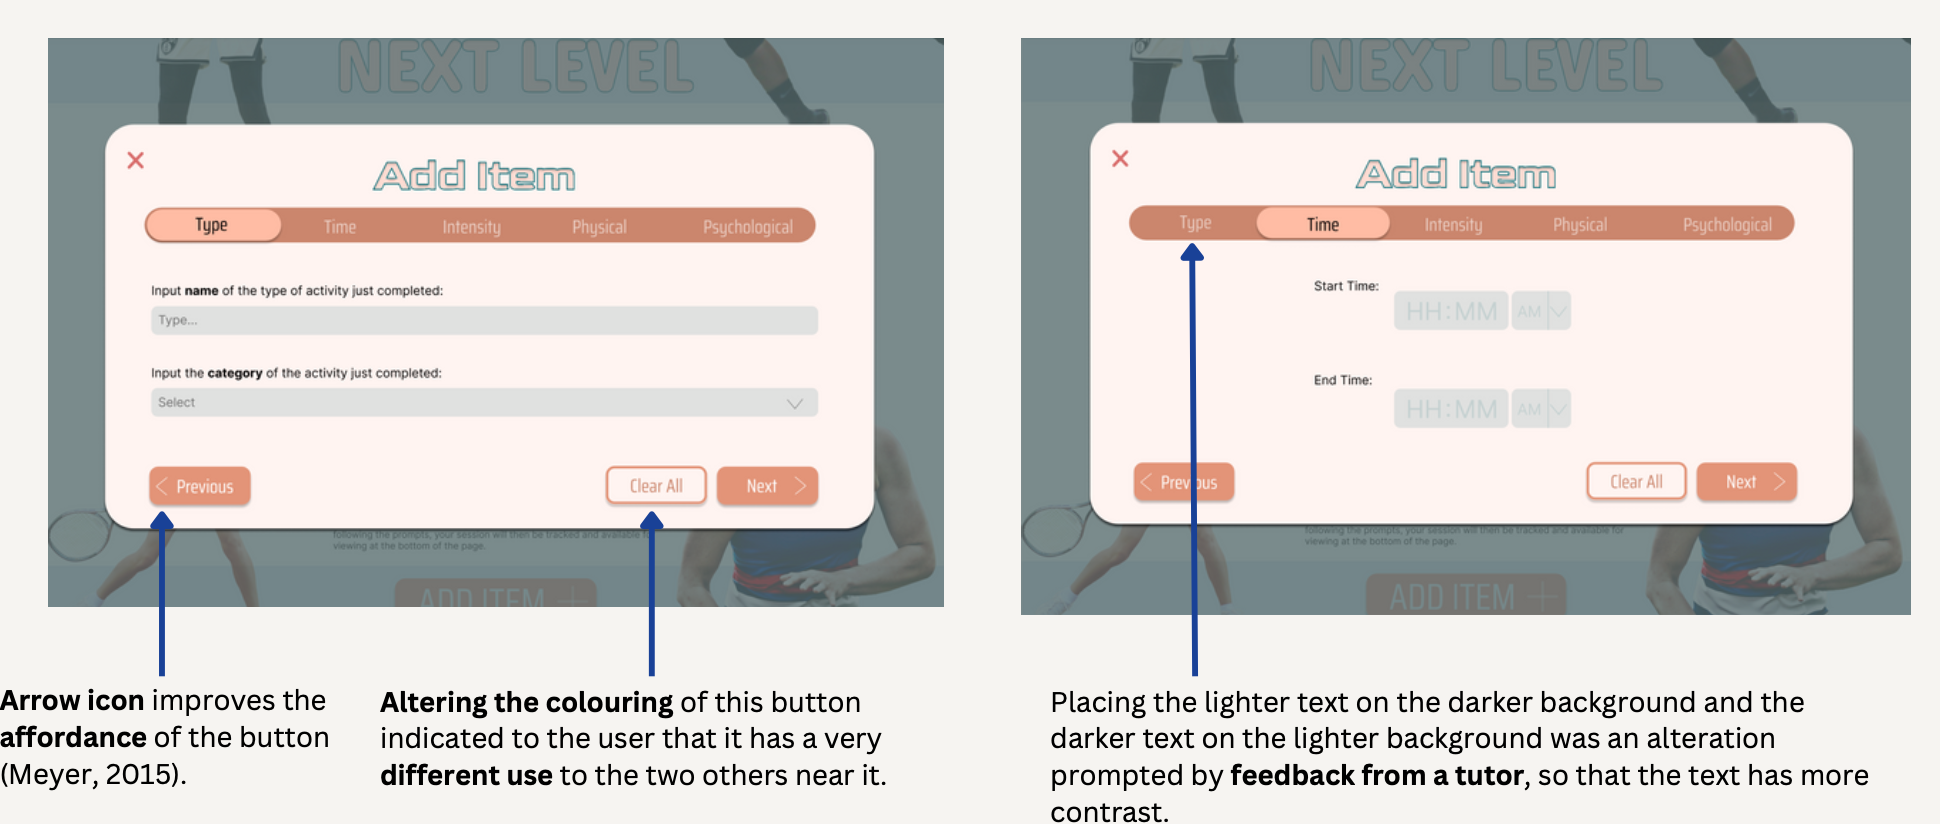 NEXT LEVEL
Add Item
Type Time Intensity Physical Psychological
Input name of the type of activity just completed:
Type...
Input the category of the activity just completed:
Select
Previous Clear All Next
following the prompts, your session will then be tracked and available for
viewing at the bottom of the page.
ADD ITEM
Arrow icon improves the
affordance of the button
(Meyer, 2015).
Altering the colouring of this button
indicated to the user that it has a very
different use to the two others near it.
NEXT LEVEL
Add Item
Type Time Intensity Physical Psychological
Start Time:
HH:MM AM
End Time:
HH:MM AM
Previous Clear All Next
following the prompts, your session will then be tracked and available for
viewing at the bottom of the page.
ADD ITEM
Placing the lighter text on the darker background and the
darker text on the lighter background was an alteration
prompted by feedback from a tutor, so that the text has more
contrast.